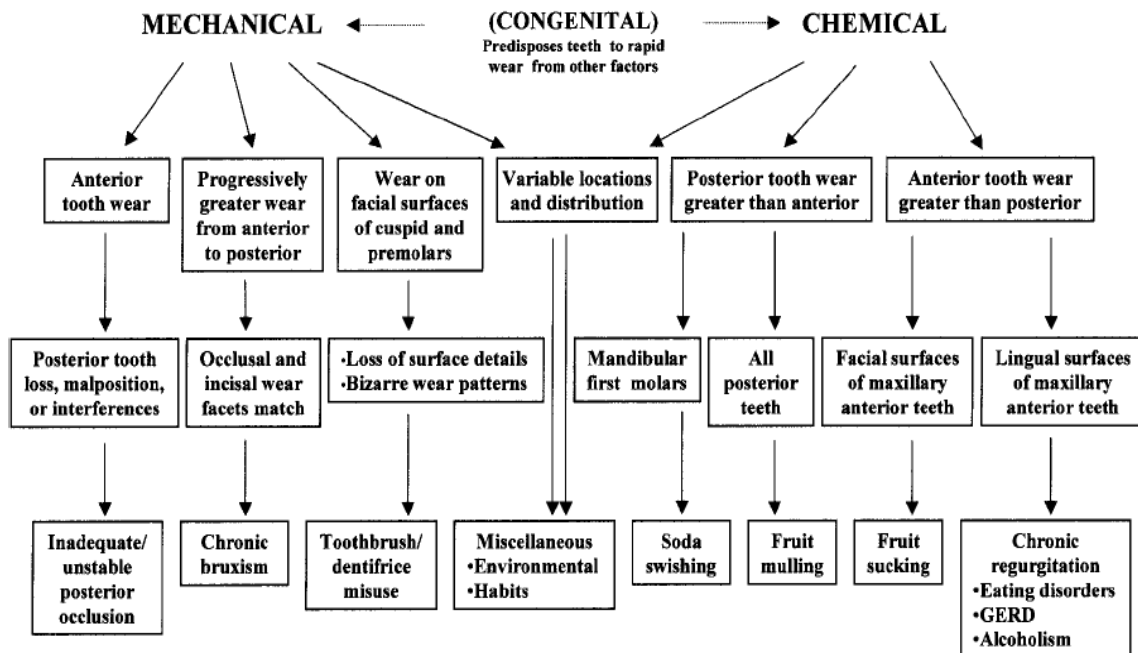 MECHANICAL
(CONGENITAL)
Predisposes teeth to rapid
wear from other factors
CHEMICAL
Anterior
tooth wear
Progressively
greater wear
from anterior
to posterior
Wear on
facial surfaces
of cuspid and
premolars
Variable locations
and distribution
Posterior tooth wear
greater than anterior
Anterior tooth wear
greater than posterior
Posterior tooth
loss, malposition,
or interferences
Occlusal and
incisal wear
facets match
•Loss of surface details
•Bizarre wear patterns
Mandibular
first molars
All
posterior
teeth
Facial surfaces
of maxillary
anterior teeth
Lingual surfaces
of maxillary
anterior teeth
Inadequate/
unstable
posterior
occlusion
Chronic
bruxism
Toothbrush/
dentifrice
misuse
Miscellaneous
•Environmental
•Habits
Soda
swishing
Fruit
mulling
Fruit
sucking
Chronic
regurgitation
•Eating disorders
•GERD
•Alcoholism